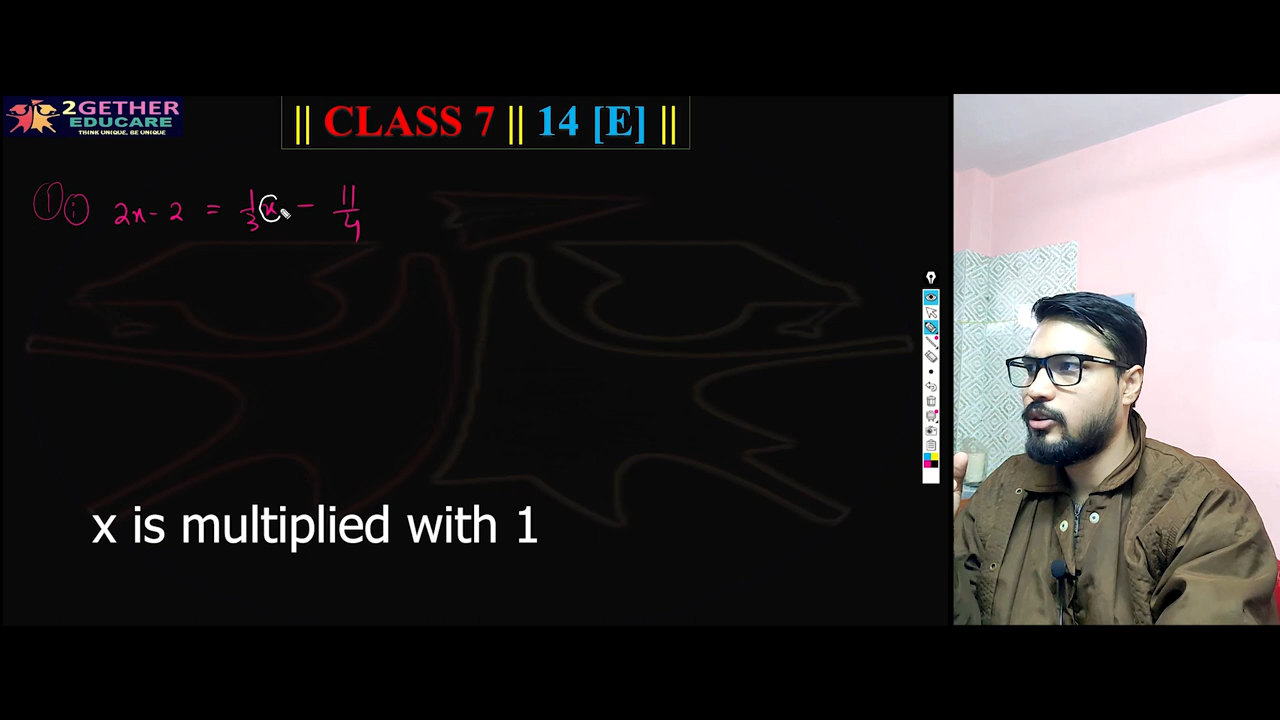 2GETHER
EDUCARE
THINK UNIQUE, BE UNIQUE
|| CLASS 7 || 14 [E] ||
① ⓘ 2x - 2 = 1/3 x - 11/4
x is multiplied with 1